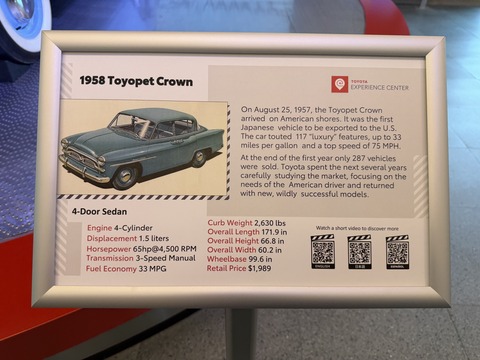 1958 Toyopet Crown
TOYOTA
EXPERIENCE CENTER
On August 25, 1957, the Toyopet Crown
arrived on American shores. It was the first
Japanese vehicle to be exported to the U.S.
The car touted 117 "luxury" features, up to 33
miles per gallon and a top speed of 75 MPH.
At the end of the first year only 287 vehicles
were sold. Toyota spent the next several years
carefully studying the market, focusing on the
needs of the American driver and returned
with new, wildly successful models.
4-Door Sedan
Engine 4-Cylinder
Displacement 1.5 liters
Horsepower 65hp@4,500 RPM
Transmission 3-Speed Manual
Fuel Economy 33 MPG
Curb Weight 2,630 lbs
Overall Length 171.9 in
Overall Height 66.8 in
Overall Width 60.2 in
Wheelbase 99.6 in
Retail Price $1,989
Watch a short video to discover more
ENGLISH
日本語
ESPAÑOL